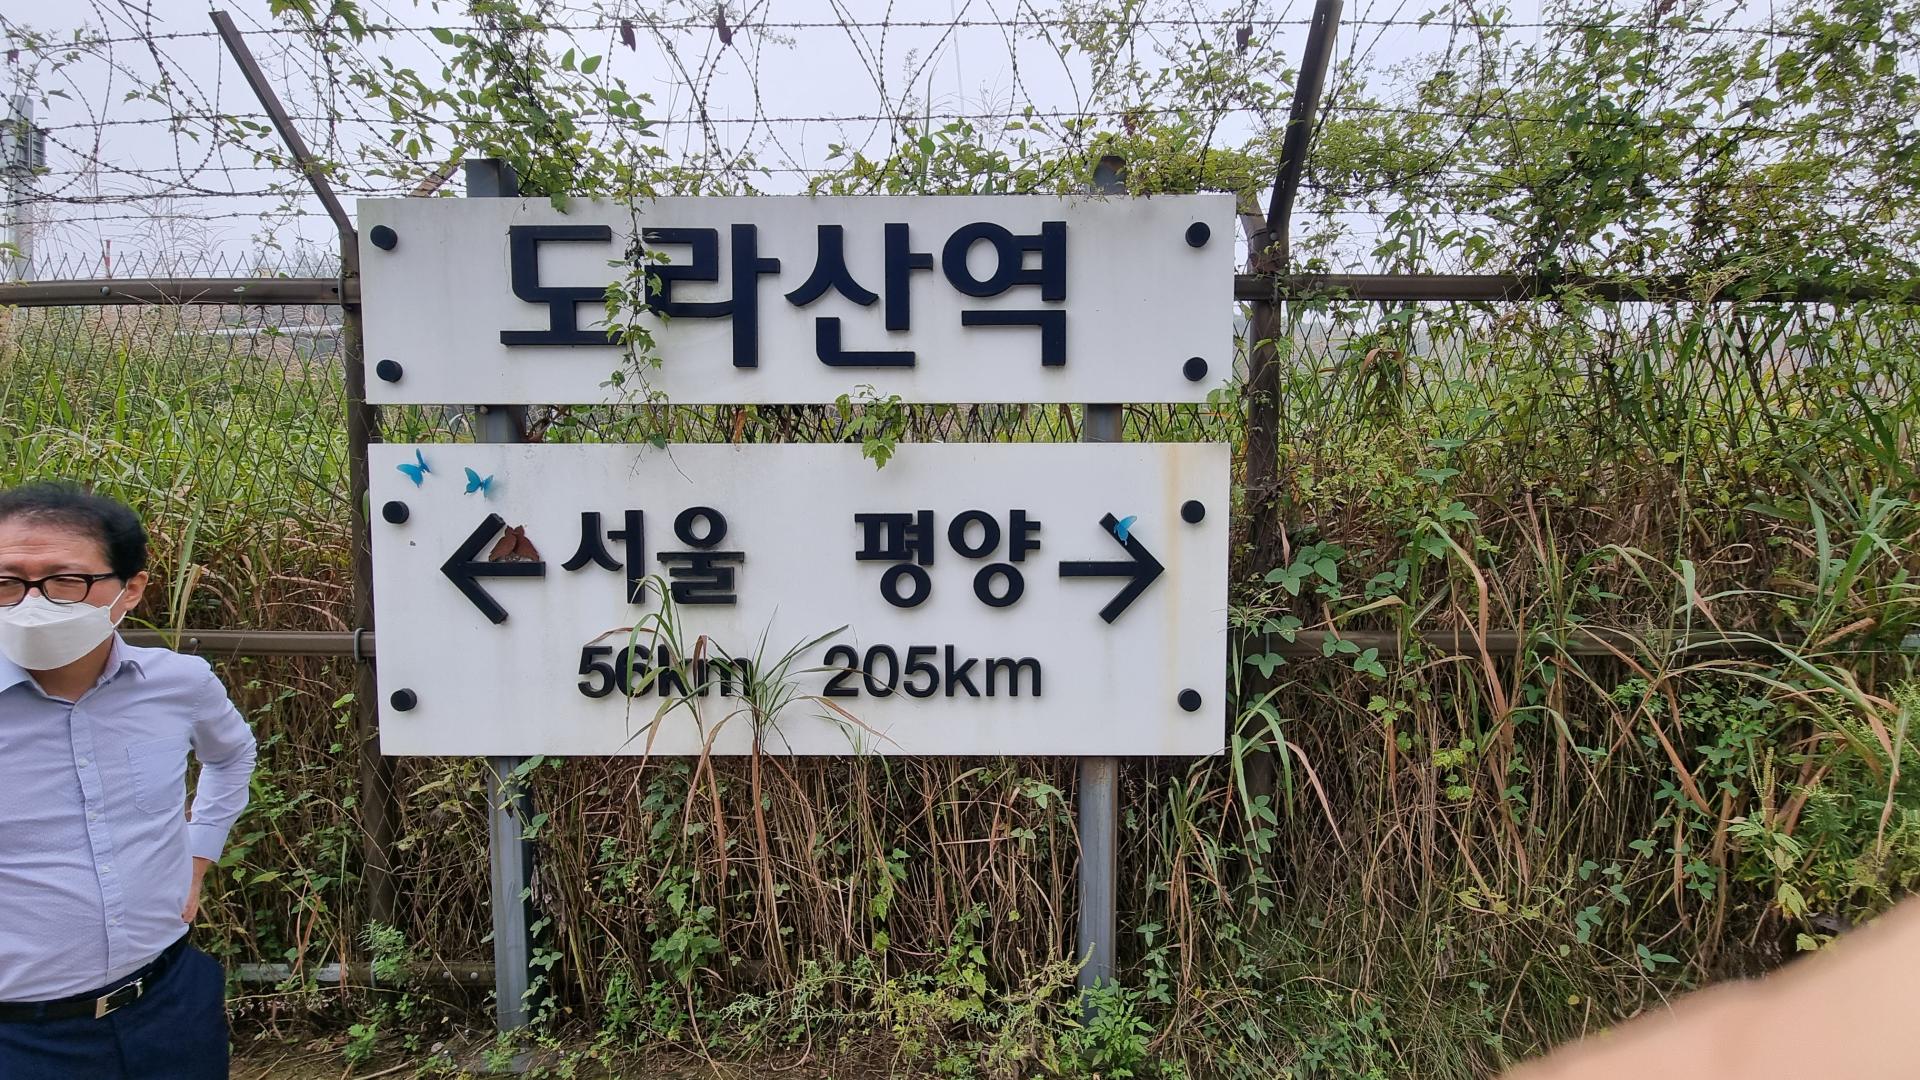 도라산역
← 서울 평양 →
56km 205km